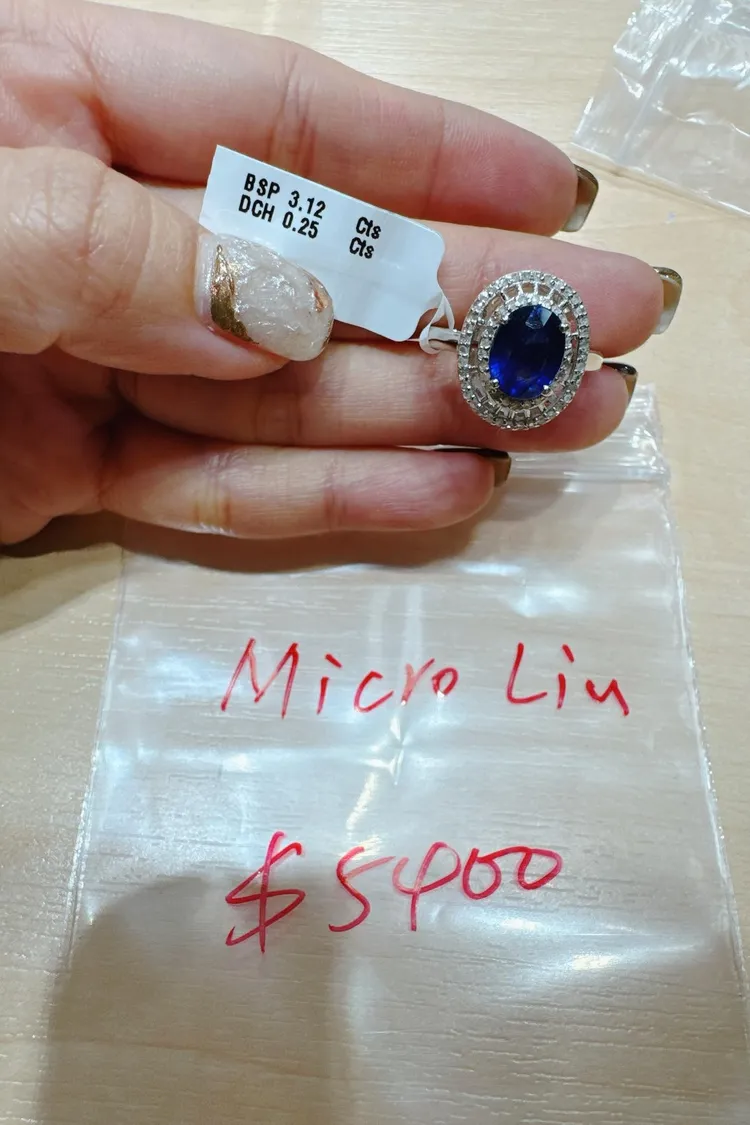 BSP 3.12 Cts
DCH 0.25 Cts
Micro Liu
$5400